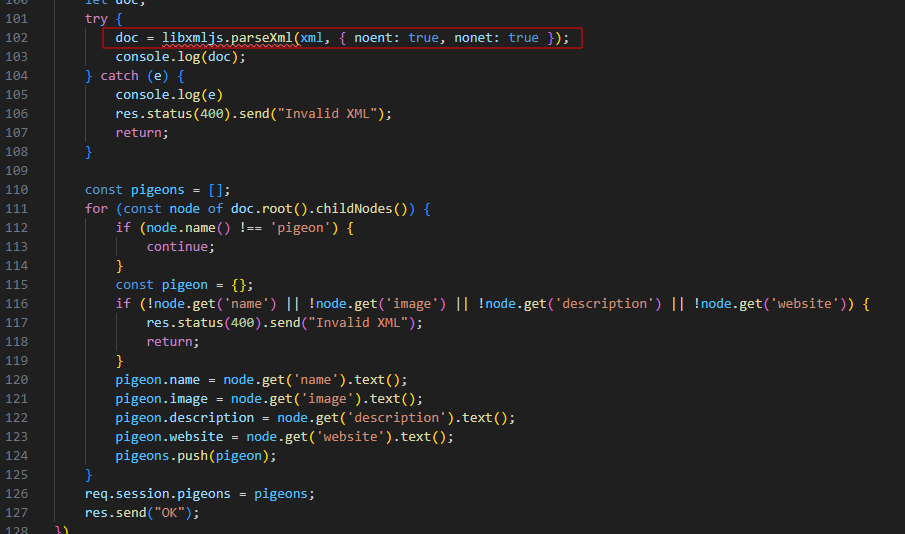 100 let doc;
101 try {
102 doc = libxmljs.parseXml(xml, { noent: true, nonet: true });
103 console.log(doc);
104 } catch (e) {
105 console.log(e)
106 res.status(400).send("Invalid XML");
107 return;
108 }
109
110 const pigeons = [];
111 for (const node of doc.root().childNodes()) {
112 if (node.name() !== 'pigeon') {
113 continue;
114 }
115 const pigeon = {};
116 if (!node.get('name') || !node.get('image') || !node.get('description') || !node.get('website')) {
117 res.status(400).send("Invalid XML");
118 return;
119 }
120 pigeon.name = node.get('name').text();
121 pigeon.image = node.get('image').text();
122 pigeon.description = node.get('description').text();
123 pigeon.website = node.get('website').text();
124 pigeons.push(pigeon);
125 }
126 req.session.pigeons = pigeons;
127 res.send("OK");
128 })